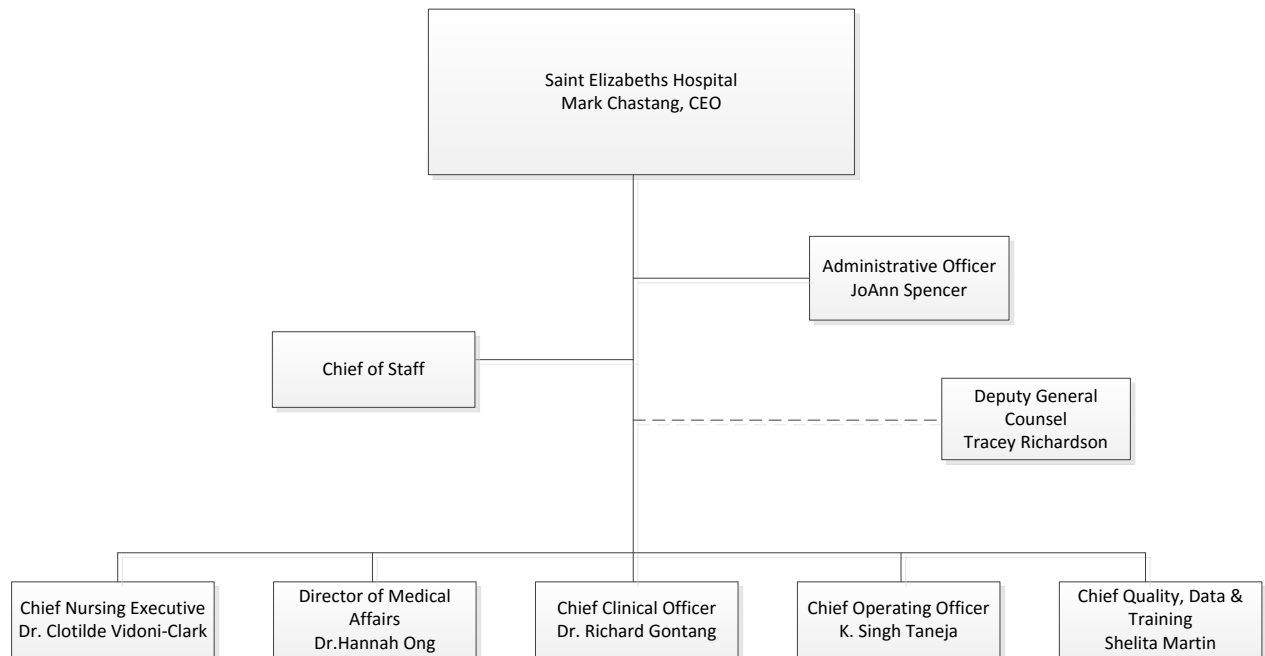 Saint Elizabeths Hospital
Mark Chastang, CEO
Administrative Officer
JoAnn Spencer
Chief of Staff
Deputy General
Counsel
Tracey Richardson
Chief Nursing Executive
Dr. Clotilde Vidoni-Clark
Director of Medical
Affairs
Dr.Hannah Ong
Chief Clinical Officer
Dr. Richard Gontang
Chief Operating Officer
K. Singh Taneja
Chief Quality, Data &
Training
Shelita Martin